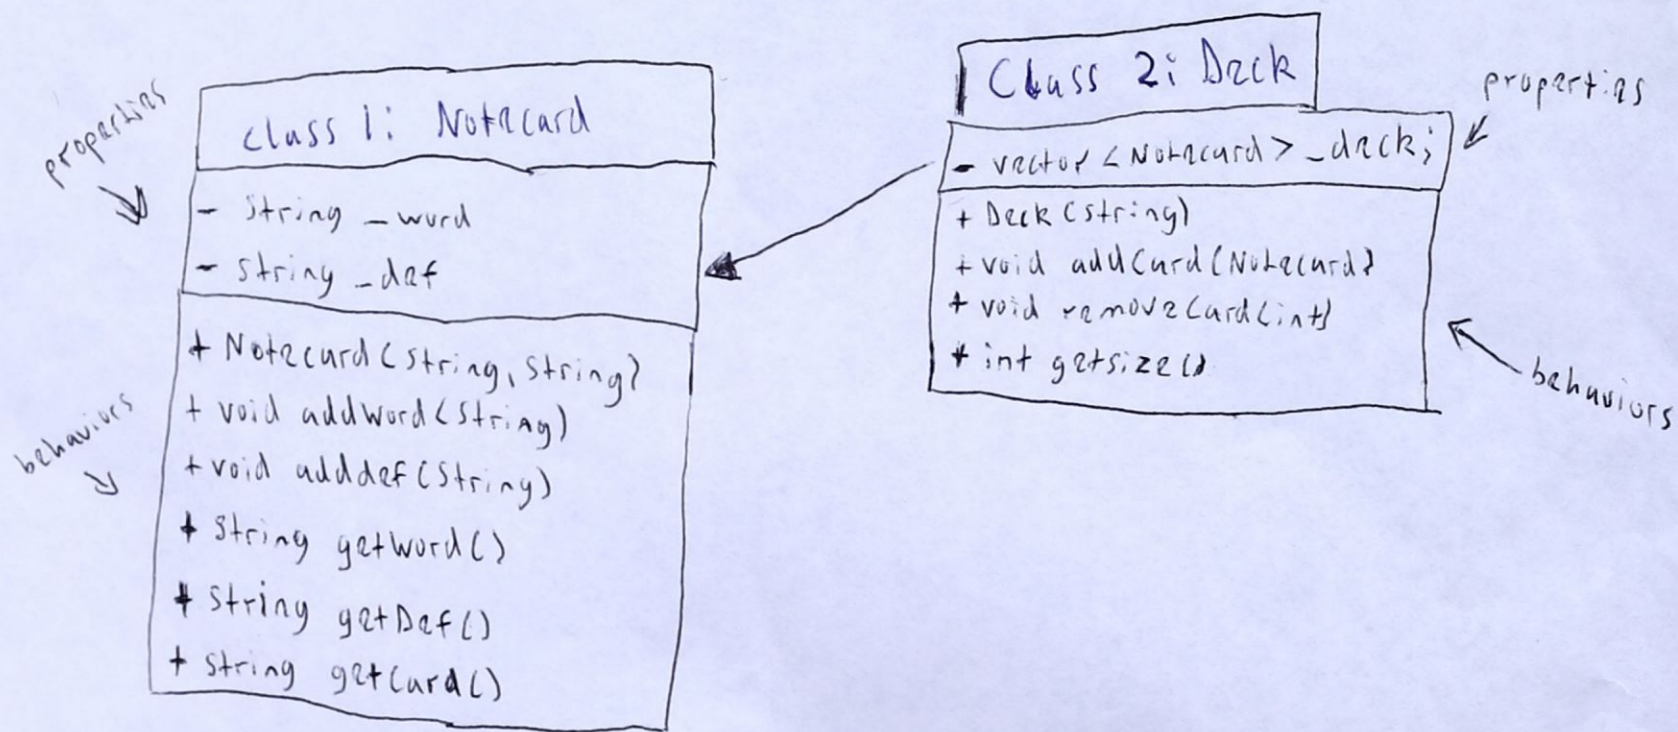 properties
class 1: Notecard
- String _word
- String _def
behaviors
+ Notecard(string, string)
+ void addWord(String)
+ void adddef(String)
+ String getWord()
+ String getDef()
+ String getCard()
Class 2: Deck
properties
- vector<Notecard> _deck;
+ Deck(string)
+ void addCard(Notecard)
+ void removeCard(int)
+ int getsize()
behaviors